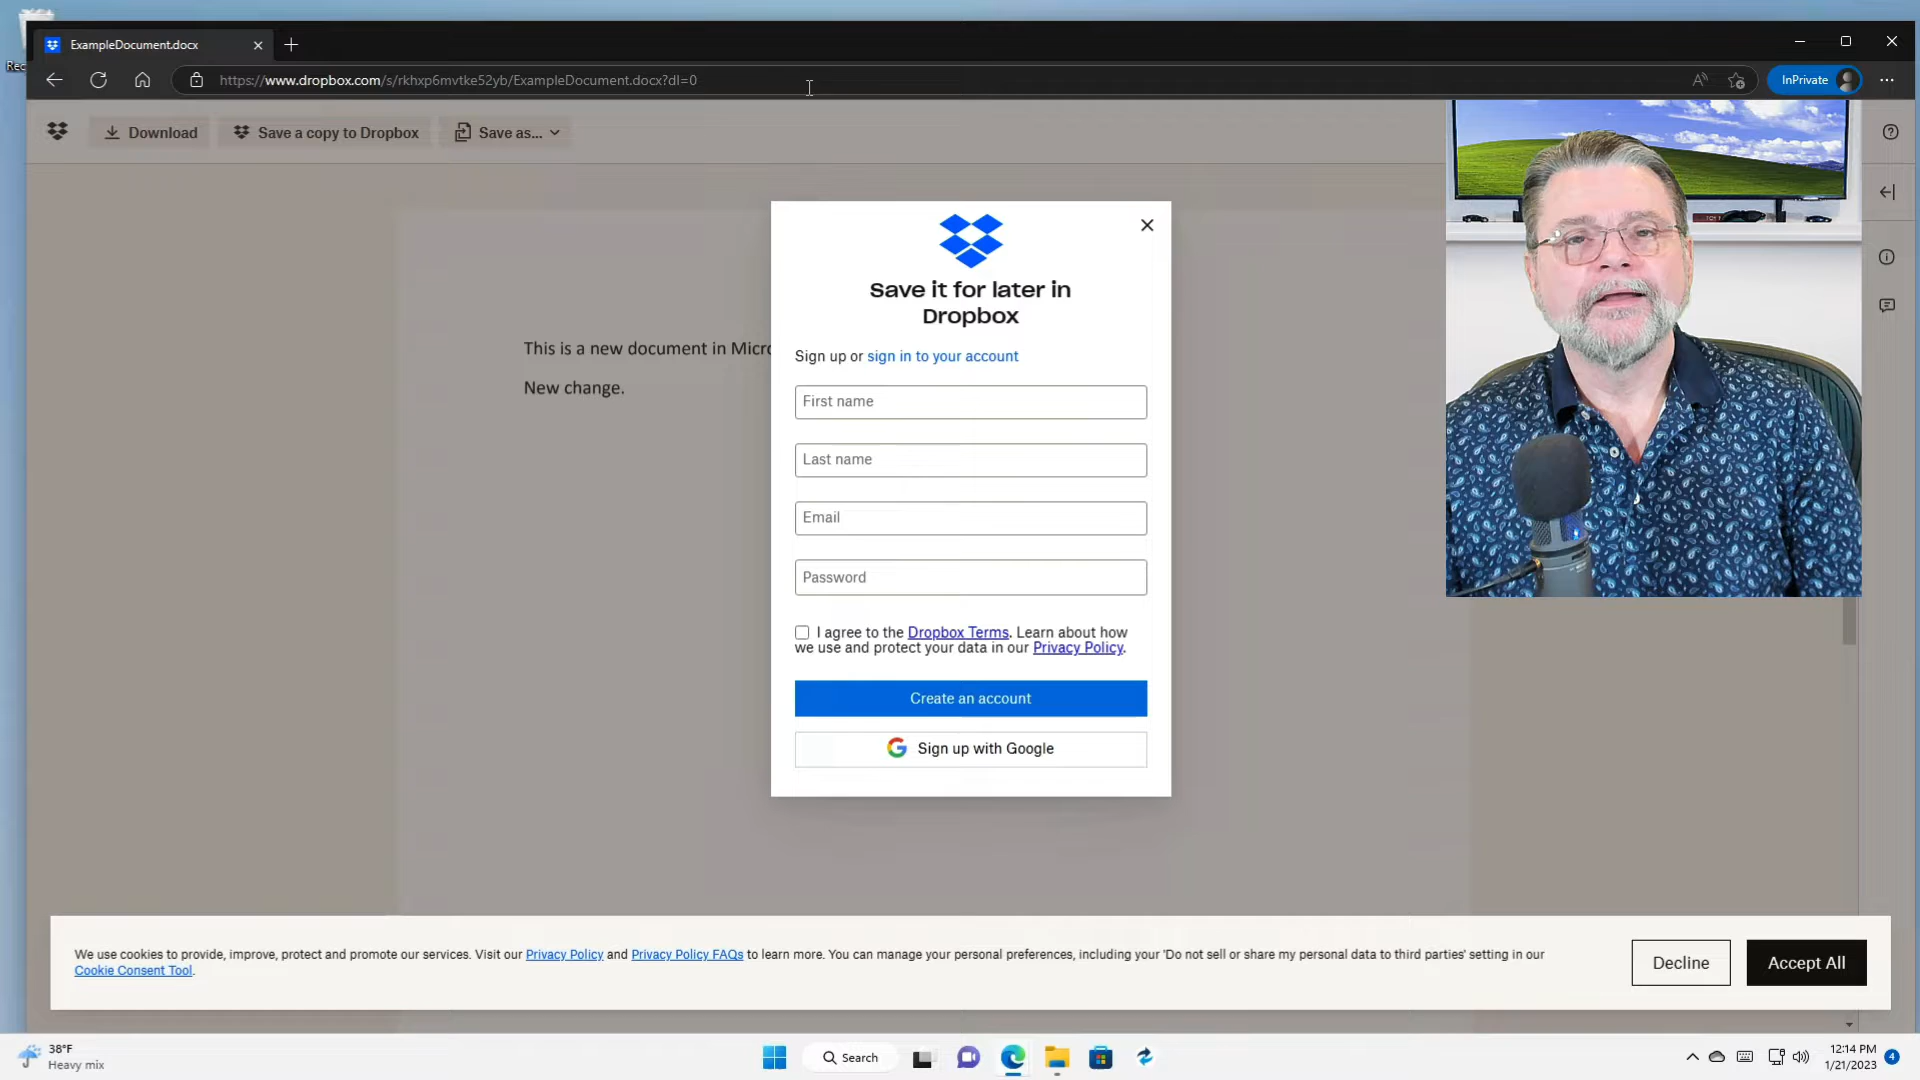 Rec
ExampleDocument.docx
https://www.dropbox.com/s/rkhxp6mvtke52yb/ExampleDocument.docx?dl=0
InPrivate
Download
Save a copy to Dropbox
Save as...
Save it for later in
Dropbox
Sign up or sign in to your account
This is a new document in Micro
New change.
First name
Last name
Email
Password
I agree to the Dropbox Terms. Learn about how
we use and protect your data in our Privacy Policy.
Create an account
Sign up with Google
We use cookies to provide, improve, protect and promote our services. Visit our Privacy Policy and Privacy Policy FAQs to learn more. You can manage your personal preferences, including your 'Do not sell or share my personal data to third parties' setting in our
Cookie Consent Tool.
Decline
Accept All
38°F
Heavy mix
Search
12:14 PM
1/21/2023
4